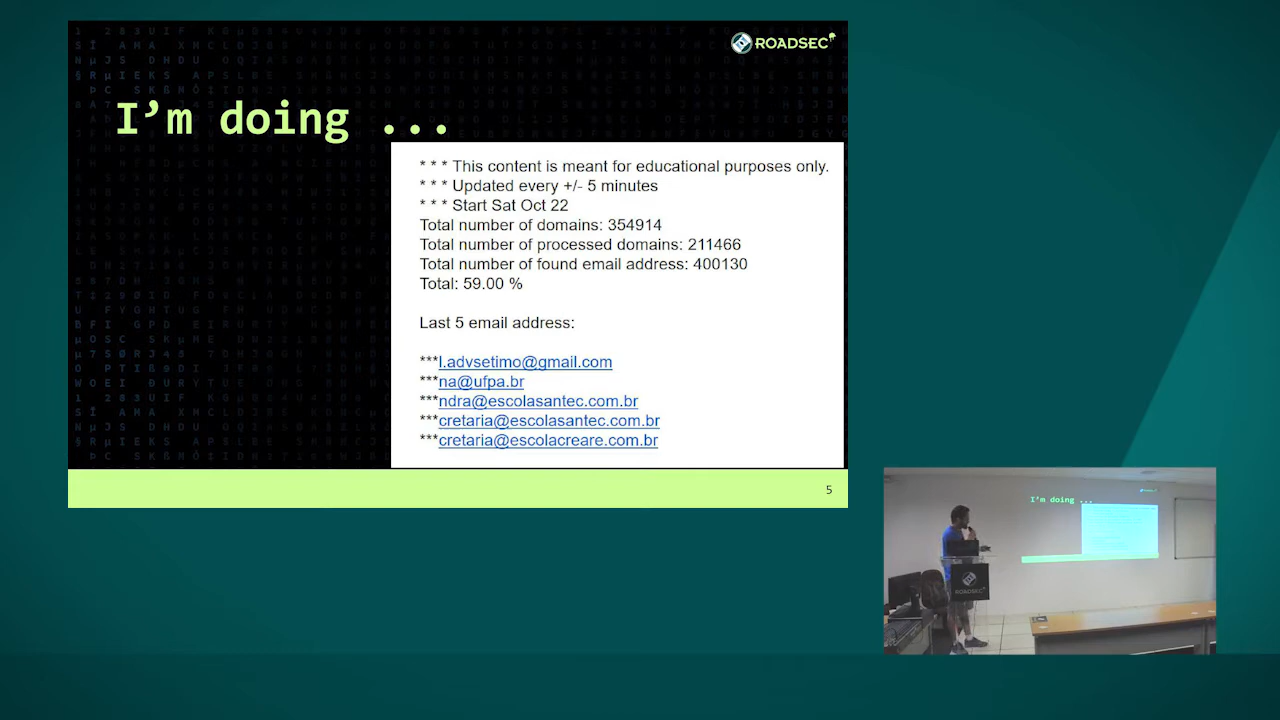 ROADSEC
I’m doing ...
* * * This content is meant for educational purposes only.
* * * Updated every +/- 5 minutes
* * * Start Sat Oct 22
Total number of domains: 354914
Total number of processed domains: 211466
Total number of found email address: 400130
Total: 59.00 %
Last 5 email address:
***l.advsetimo@gmail.com
***na@ufpa.br
***ndra@escolasantec.com.br
***cretaria@escolasantec.com.br
***cretaria@escolacreare.com.br
5
I’m doing ...
ROADSEC